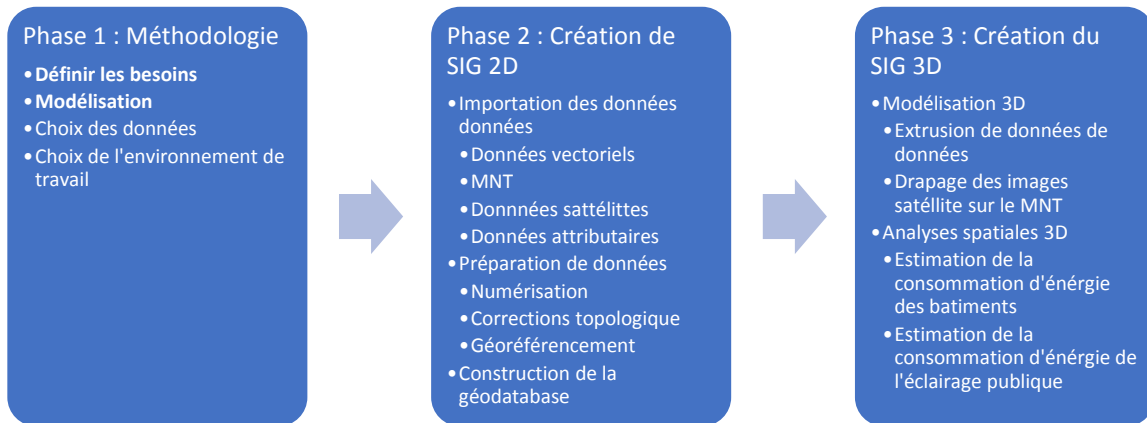 Phase 1 : Méthodologie
•Définir les besoins
•Modélisation
•Choix des données
•Choix de l'environnement de
travail
Phase 2 : Création de
SIG 2D
•Importation des données
données
•Données vectoriels
•MNT
•Donnnées sattélittes
•Données attributaires
•Préparation de données
•Numérisation
•Corrections topologique
•Géoréférencement
•Construction de la
géodatabase
Phase 3 : Création du
SIG 3D
•Modélisation 3D
•Extrusion de données de
données
•Drapage des images
satéllite sur le MNT
•Analyses spatiales 3D
•Estimation de la
consommation d'énérgie
des batiments
•Estimation de la
consommation d'énérgie de
l'éclairage publique